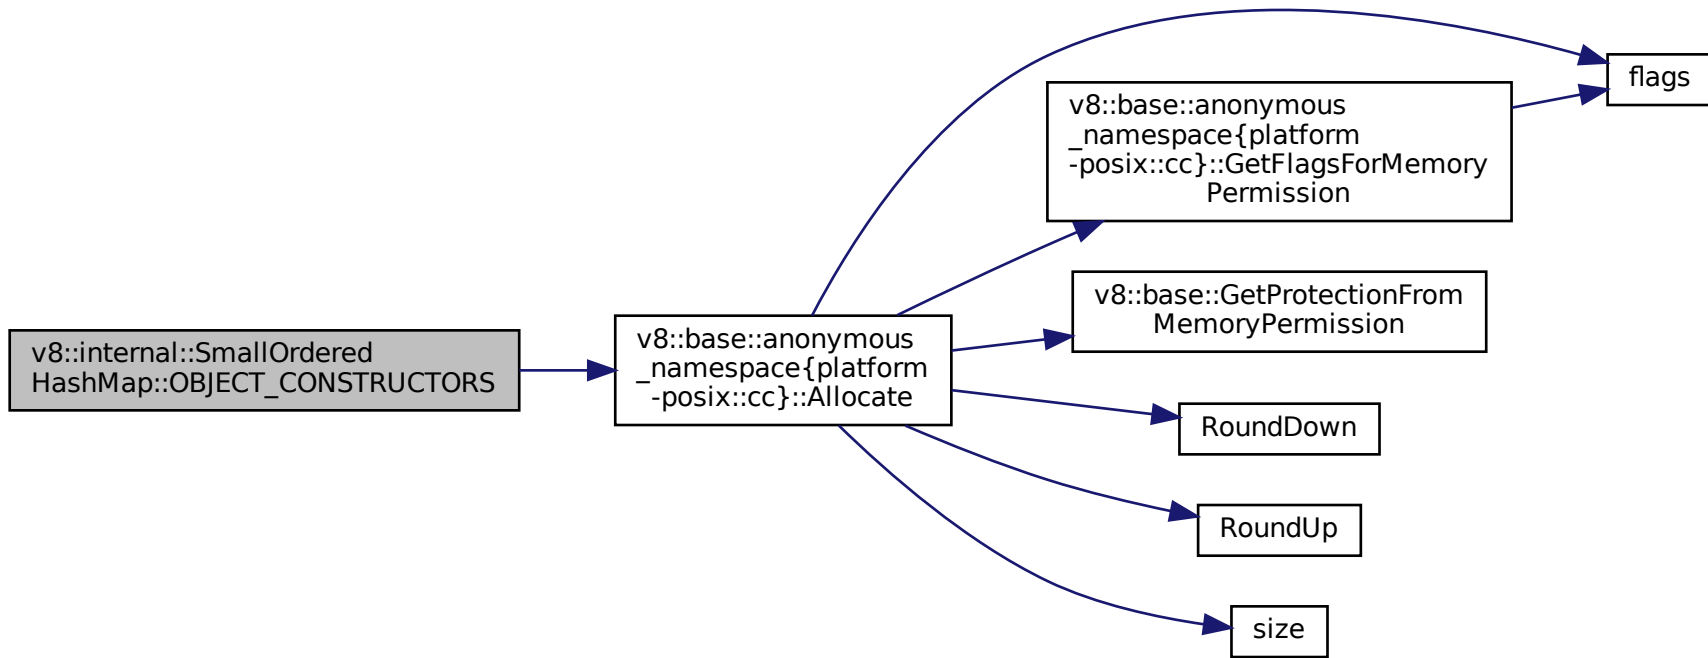 v8::internal::SmallOrdered
HashMap::OBJECT_CONSTRUCTORS
v8::base::anonymous
_namespace{platform
-posix::cc}::Allocate
flags
v8::base::anonymous
_namespace{platform
-posix::cc}::GetFlagsForMemory
Permission
v8::base::GetProtectionFrom
MemoryPermission
RoundDown
RoundUp
size